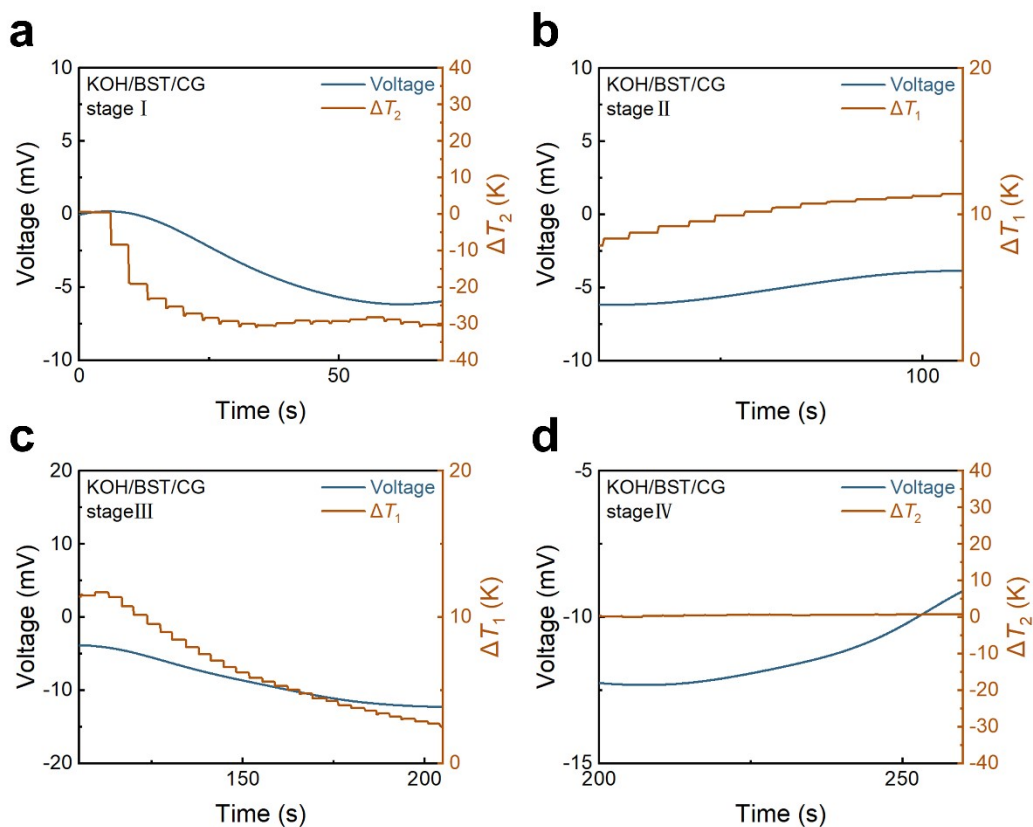 a
10
5
0
-5
-10
Voltage (mV)
KOH/BST/CG
stage Ⅰ
Voltage
ΔT₂
40
30
20
10
0
-10
-20
-30
-40
ΔT₂ (K)
0
50
Time (s)
b
10
5
0
-5
-10
Voltage (mV)
KOH/BST/CG
stage Ⅱ
Voltage
ΔT₁
20
10
0
ΔT₁ (K)
100
Time (s)
c
20
10
0
-10
-20
Voltage (mV)
KOH/BST/CG
stageⅢ
Voltage
ΔT₁
20
10
0
ΔT₁ (K)
150
200
Time (s)
d
-5
-10
-15
Voltage (mV)
KOH/BST/CG
stageⅣ
Voltage
ΔT₂
40
30
20
10
0
-10
-20
-30
-40
ΔT₂ (K)
200
250
Time (s)